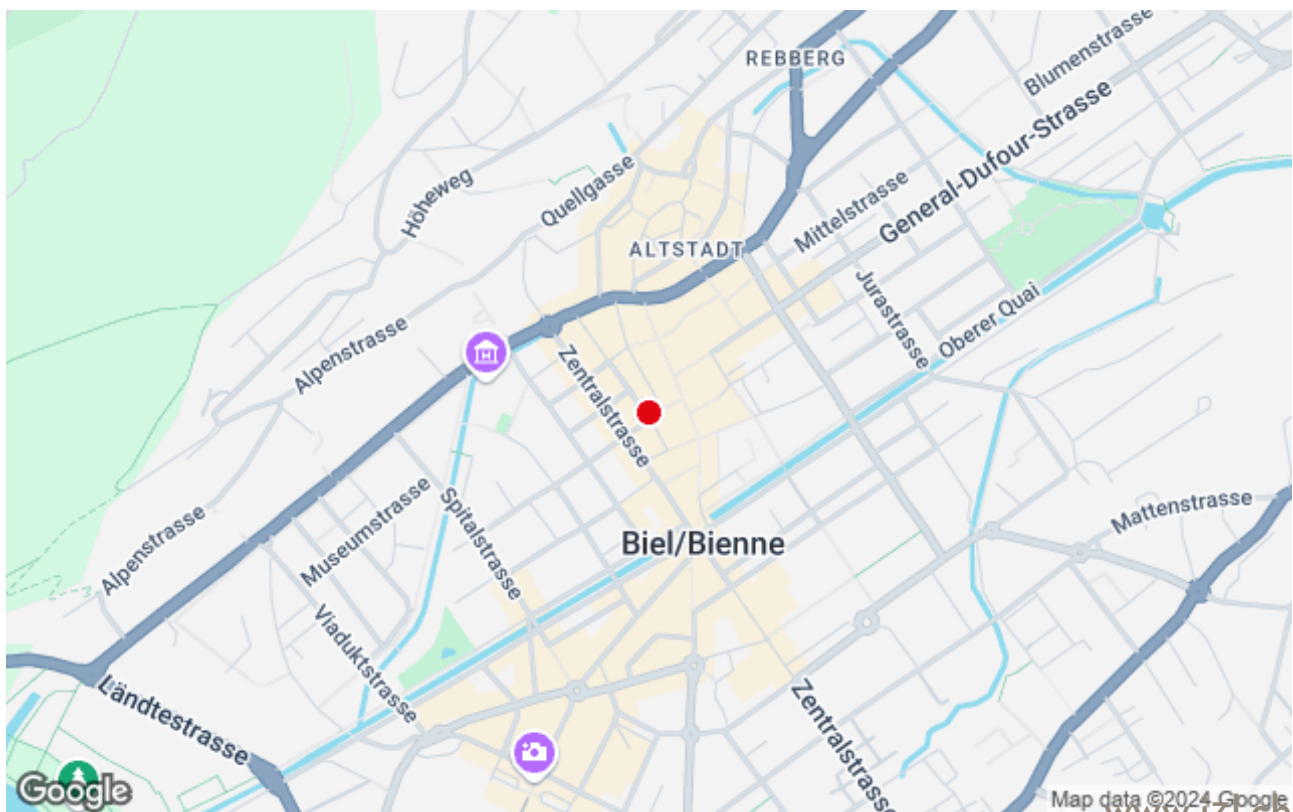 REBBERG
Blumenstrasse
General-Dufour-Strasse
Mittelstrasse
Höheweg
Quellgasse
ALTSTADT
Jurastrasse
Oberer Quai
Alpenstrasse
Zentralstrasse
Museumstrasse
Spitalstrasse
Mattenstrasse
Alpenstrasse
Biel/Bienne
Viaduktstrasse
Ländtestrasse
Zentralstrasse
Google
Map data ©2024 Google